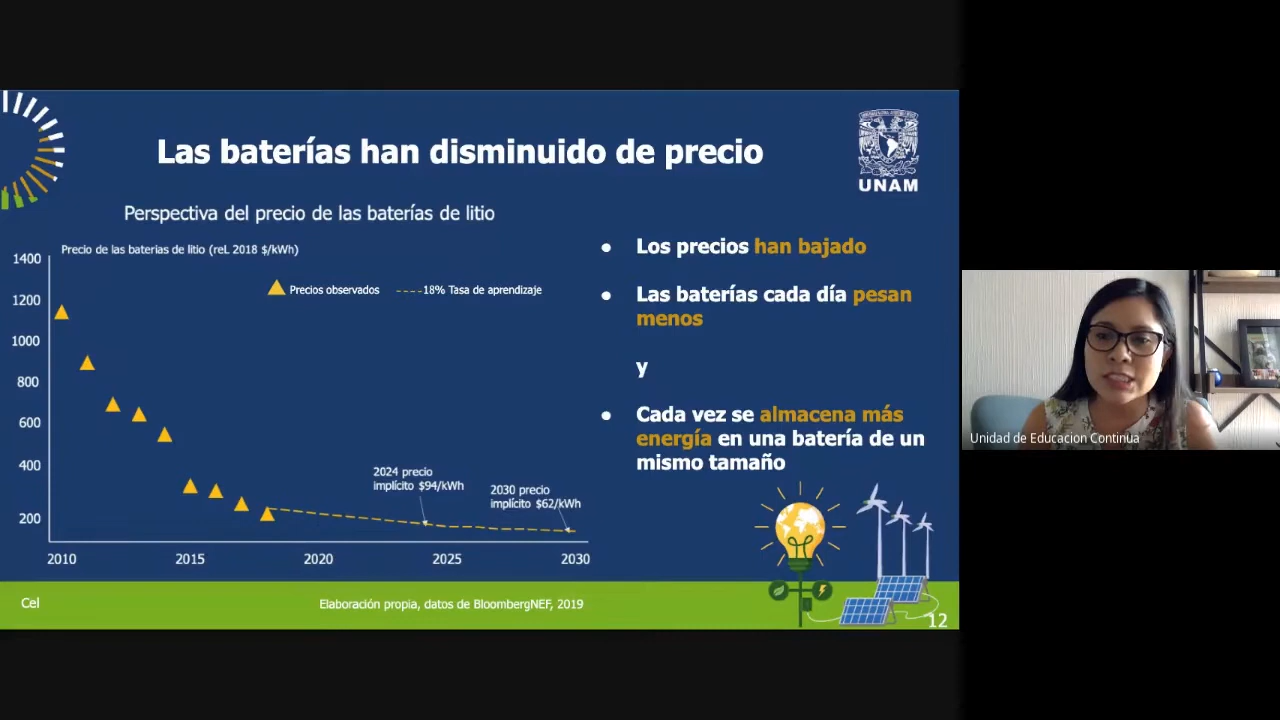 Las baterías han disminuido de precio
UNAM
Perspectiva del precio de las baterías de litio
Precio de las baterias de litio (reL 2018 $/kWh)
1400
1200
1000
800
600
400
200
Precios observados
18% Tasa de aprendizaje
2024 precio
implícito $94/kWh
2030 precio
implícito $62/kWh
2010
2015
2020
2025
2030
● Los precios han bajado
● Las baterías cada día pesan
menos
y
● Cada vez se almacena más
energía en una batería de un
mismo tamaño
Cel
Elaboración propia, datos de BloombergNEF, 2019
12
Unidad de Educacion Continua